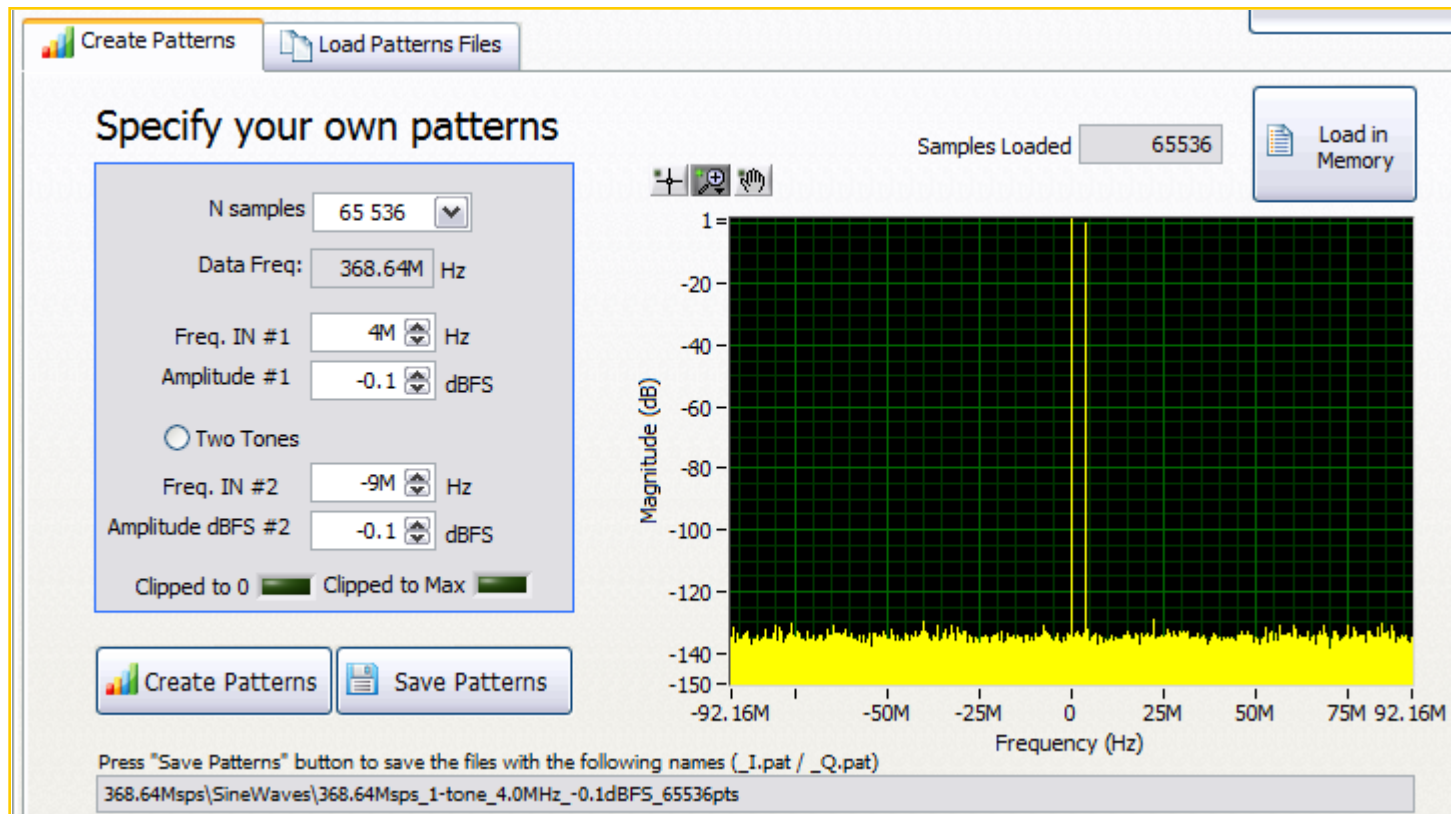 Create Patterns
Load Patterns Files
Specify your own patterns
N samples 65 536
Data Freq: 368.64M Hz
Freq. IN #1 4M Hz
Amplitude #1 -0.1 dBFS
Two Tones
Freq. IN #2 -9M Hz
Amplitude dBFS #2 -0.1 dBFS
Clipped to 0 Clipped to Max
Create Patterns
Save Patterns
Samples Loaded 65536
Load in
Memory
Magnitude (dB)
1
-20
-40
-60
-80
-100
-120
-140
-150
-92.16M -50M -25M 0 25M 50M 75M 92.16M
Frequency (Hz)
Press "Save Patterns" button to save the files with the following names (_I.pat / _Q.pat)
368.64Msps\SineWaves\368.64Msps_1-tone_4.0MHz_-0.1dBFS_65536pts